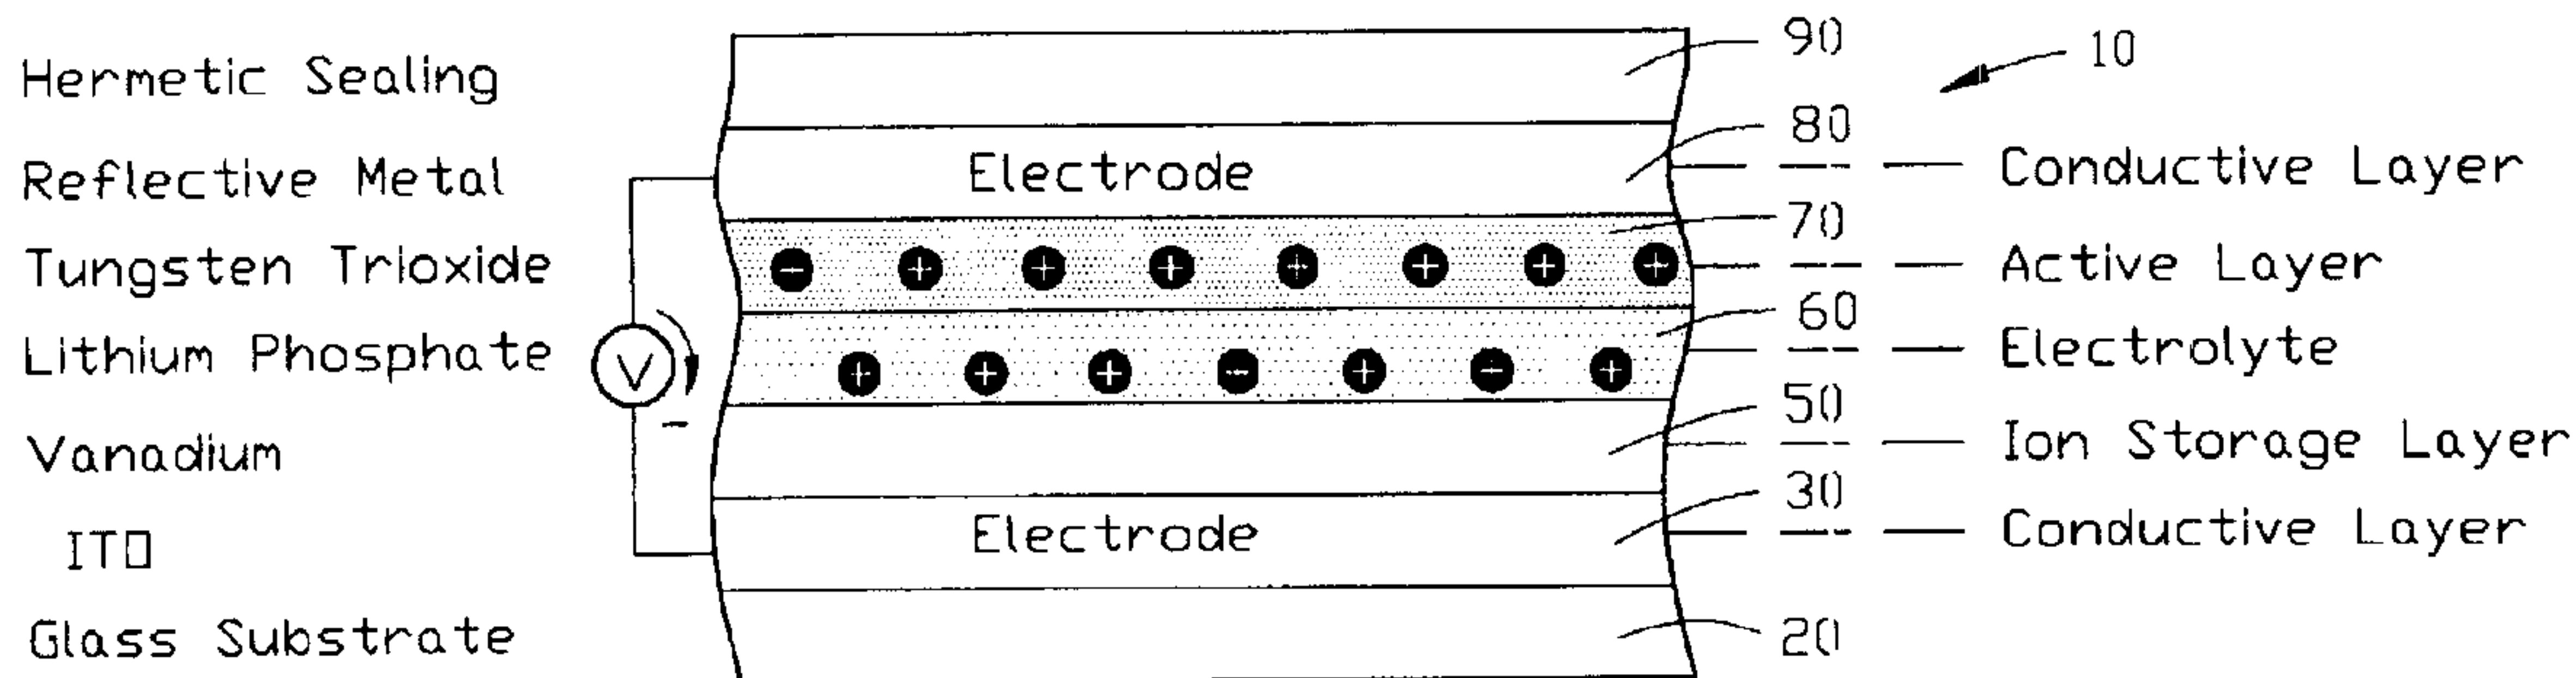 90
10
Hermetic Sealing
80
Reflective Metal Electrode Conductive Layer
70
Tungsten Trioxide - + + + + + + + Active Layer
60
Lithium Phosphate V + + + - + - + Electrolyte
-
50
Vanadium Ion Storage Layer
30
ITO Electrode Conductive Layer
Glass Substrate 20